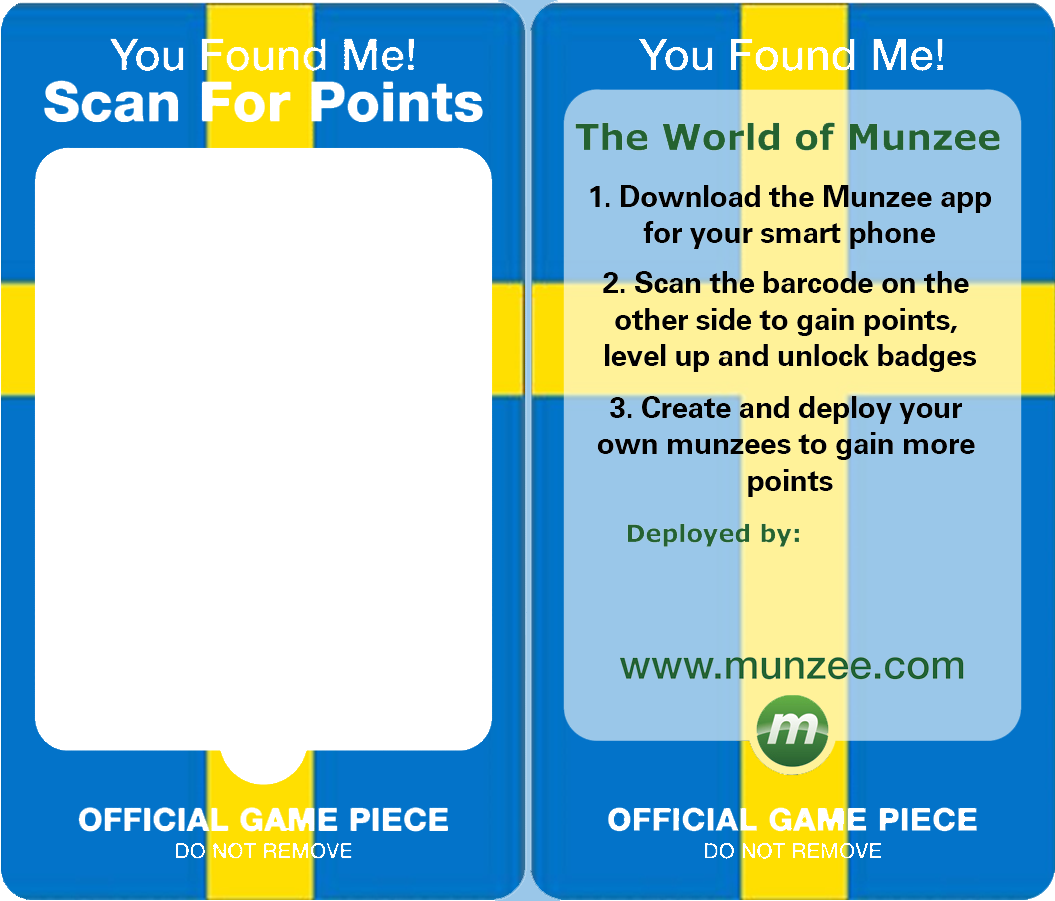 You Found Me!
Scan For Points
OFFICIAL GAME PIECE
DO NOT REMOVE
You Found Me!
The World of Munzee
1. Download the Munzee app
for your smart phone
2. Scan the barcode on the
other side to gain points,
level up and unlock badges
3. Create and deploy your
own munzees to gain more
points
Deployed by:
www.munzee.com
m
OFFICIAL GAME PIECE
DO NOT REMOVE